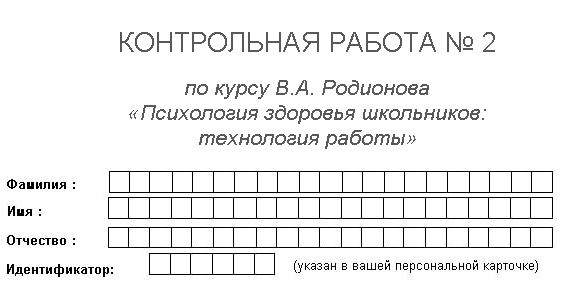 КОНТРОЛЬНАЯ РАБОТА № 2
по курсу В.А. Родионова
«Психология здоровья школьников:
технология работы»
Фамилия :
Имя :
Отчество :
Идентификатор: (указан в вашей персональной карточке)